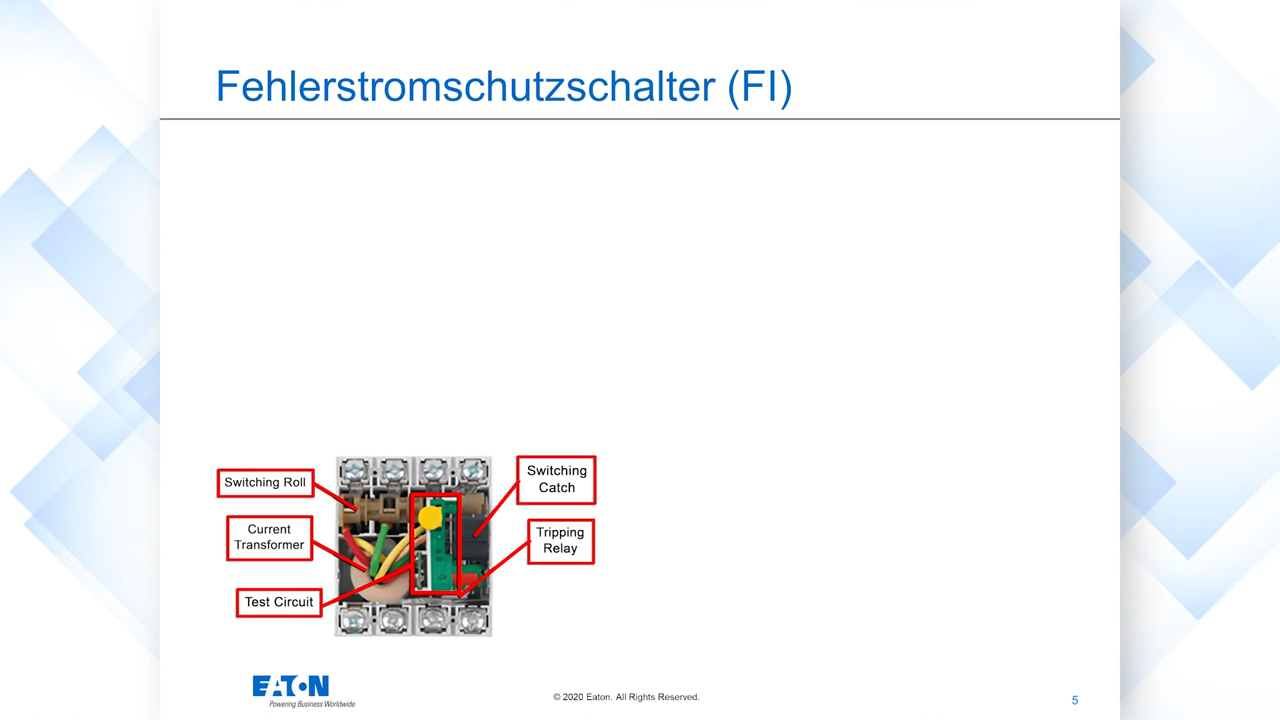 Fehlerstromschutzschalter (FI)
Switching Roll
Current
Transformer
Test Circuit
Switching
Catch
Tripping
Relay
EATON
Powering Business Worldwide
© 2020 Eaton. All Rights Reserved.
5